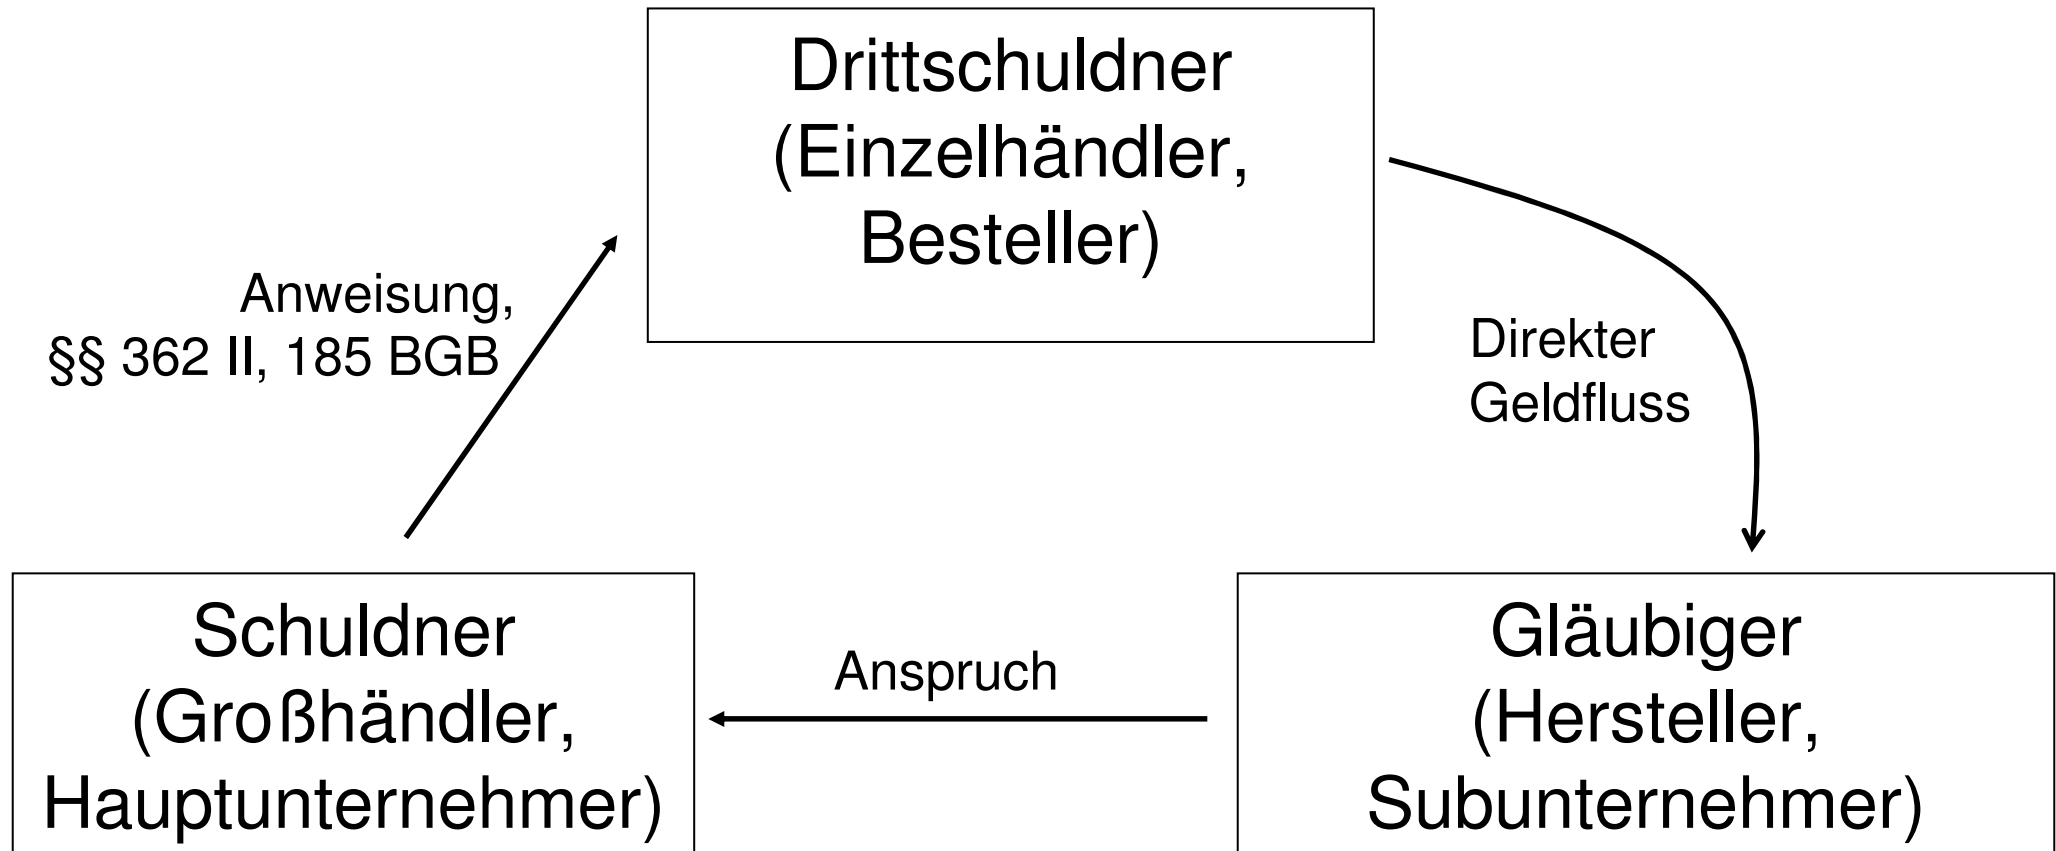 Drittschuldner
(Einzelhändler,
Besteller)
Anweisung,
§§ 362 II, 185 BGB
Direkter
Geldfluss
Schuldner
(Großhändler,
Hauptunternehmer)
Anspruch
Gläubiger
(Hersteller,
Subunternehmer)